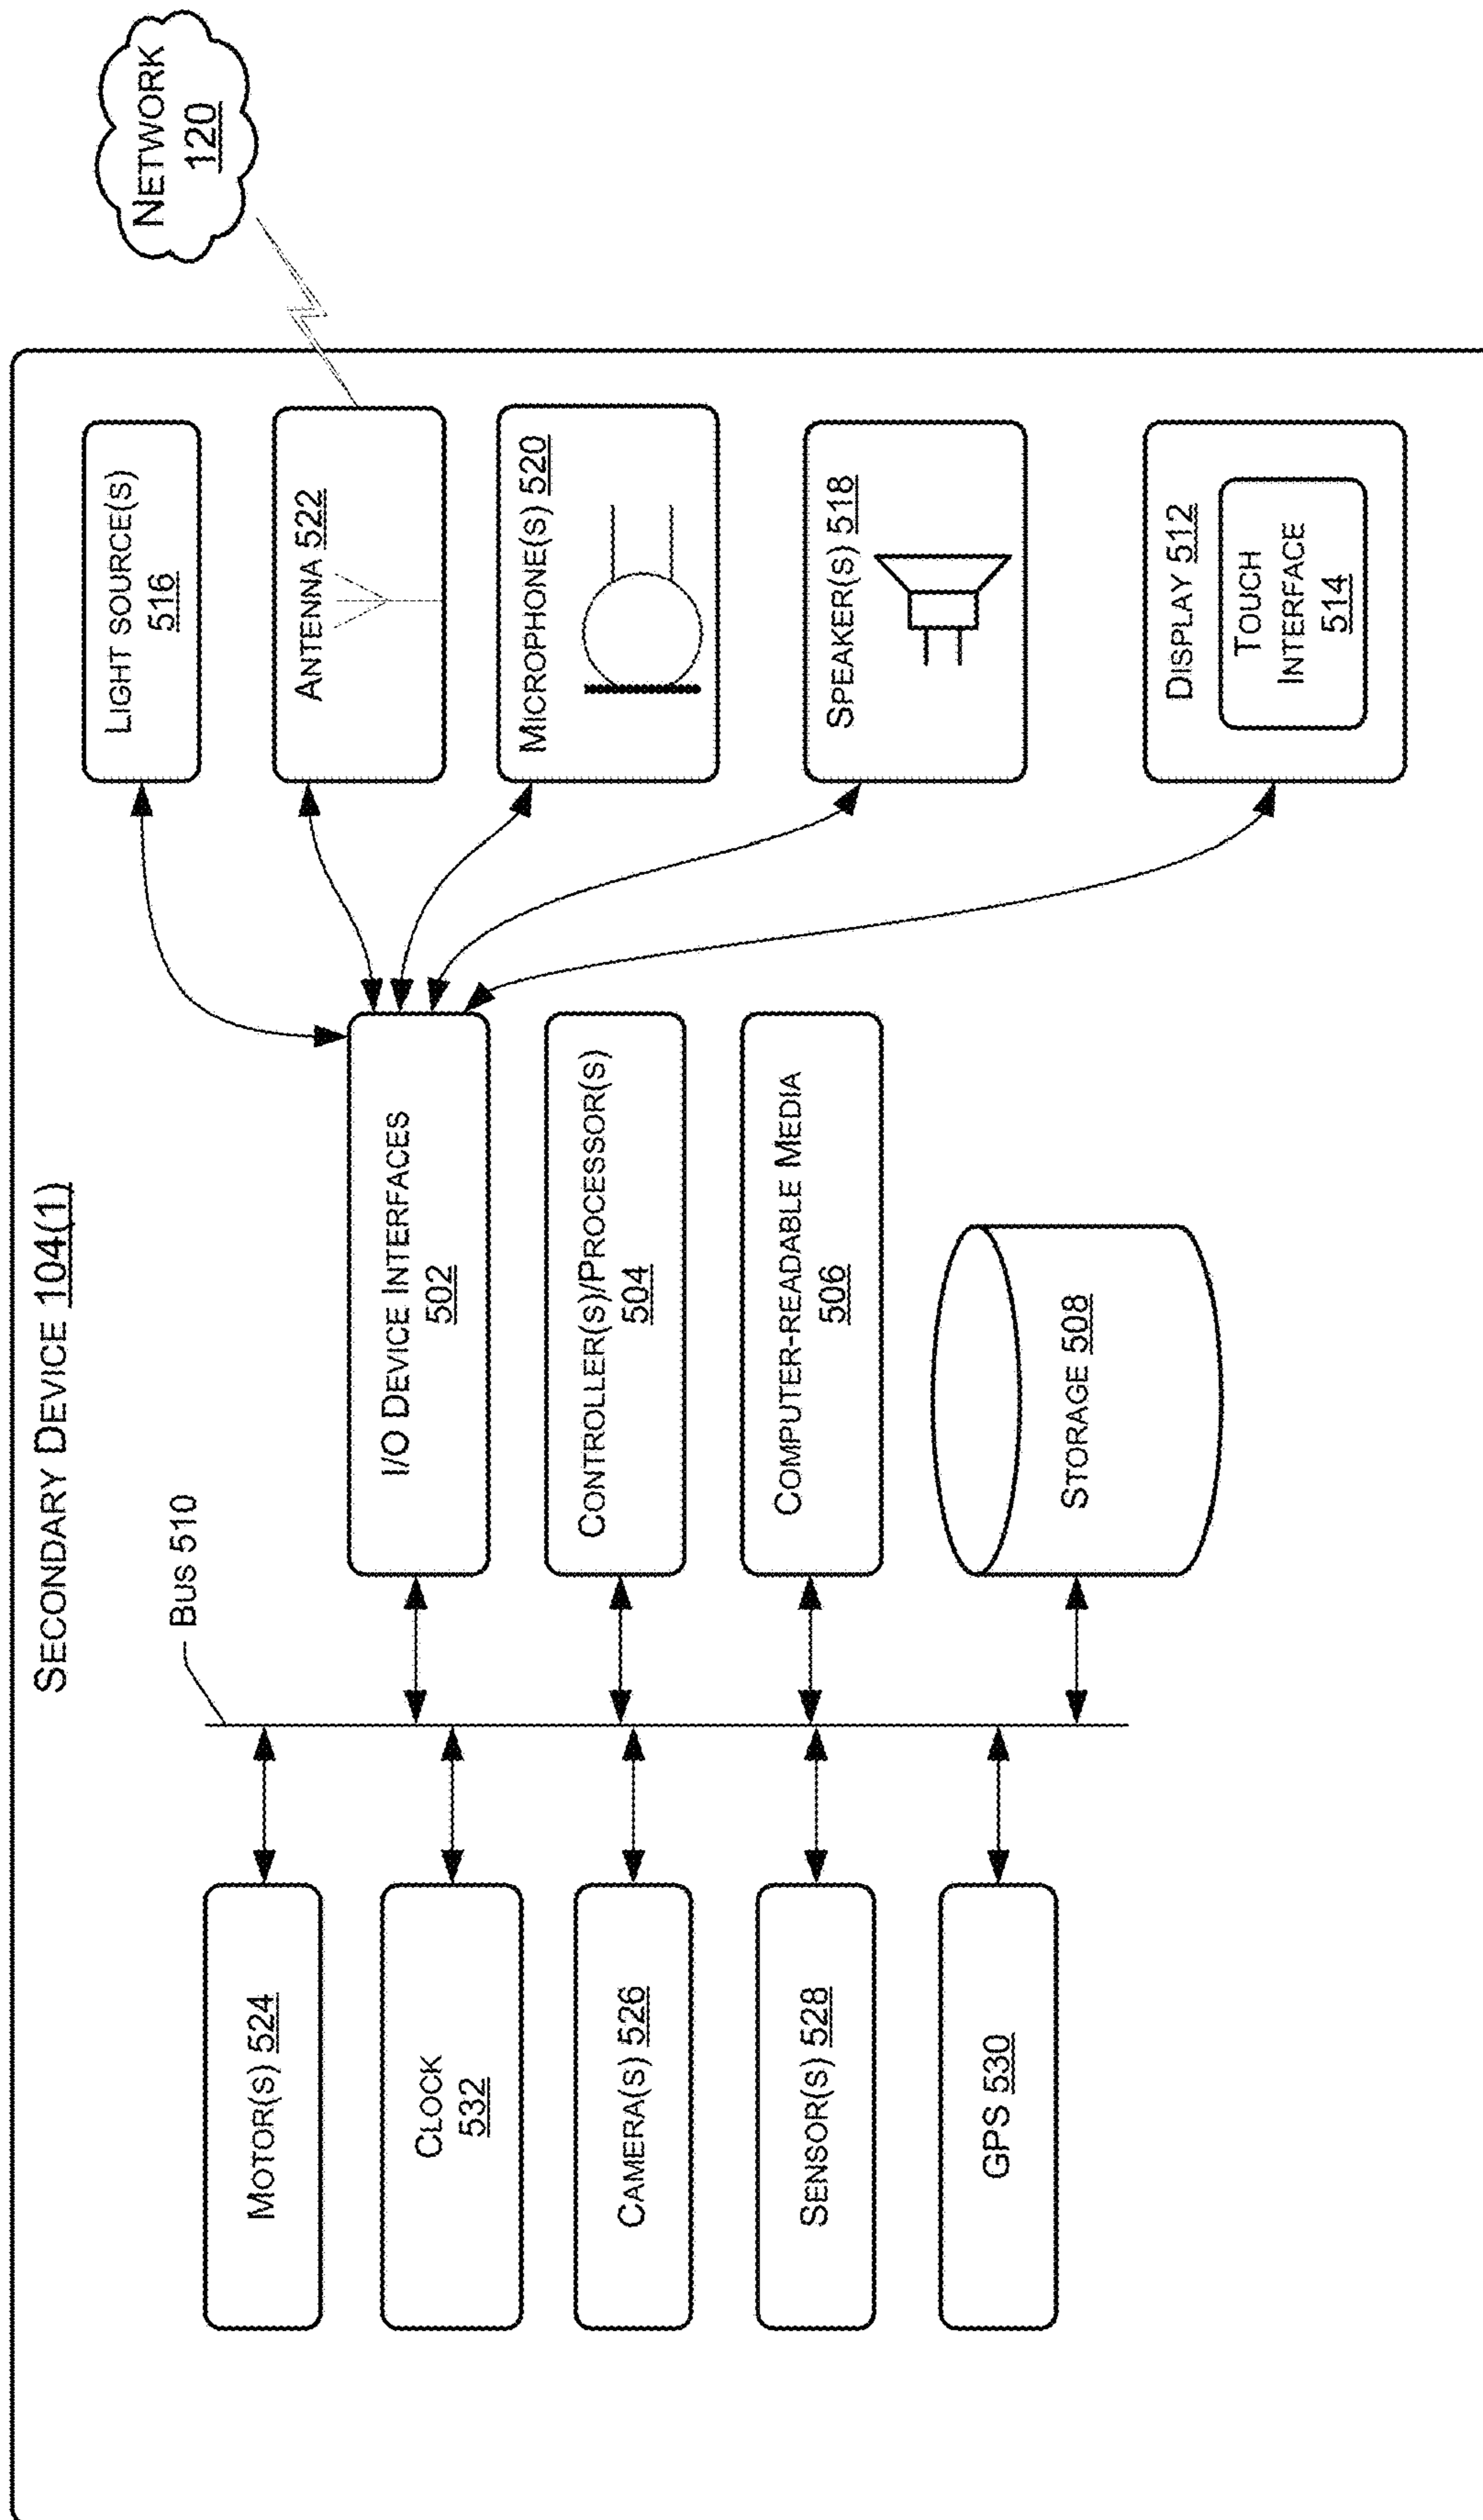 SECONDARY DEVICE 104(1)
BUS 510
MOTOR(S) 524
CLOCK
532
CAMERA(S) 526
SENSOR(S) 528
GPS 530
I/O DEVICE INTERFACES
502
CONTROLLER(S)/PROCESSOR(S)
504
COMPUTER-READABLE MEDIA
506
STORAGE 508
LIGHT SOURCE(S)
516
ANTENNA 522
MICROPHONE(S) 520
SPEAKER(S) 518
DISPLAY 512
TOUCH
INTERFACE
514
NETWORK
120